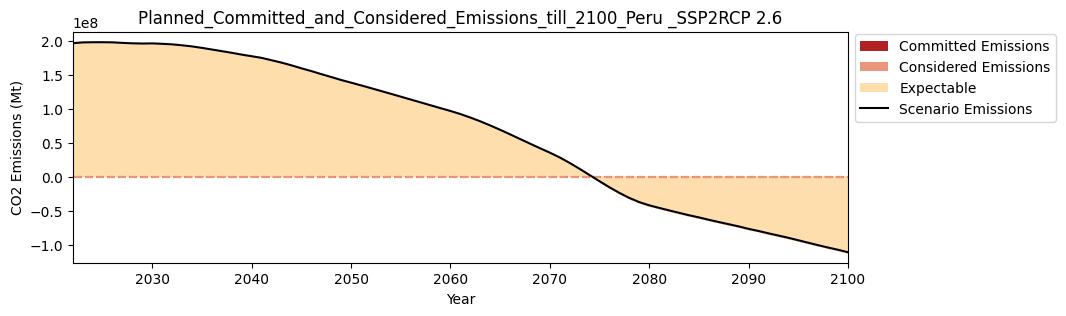 Planned_Committed_and_Considered_Emissions_till_2100_Peru _SSP2RCP 2.6
1e8
2.0
1.5
1.0
0.5
0.0
−0.5
−1.0
CO2 Emissions (Mt)
2030 2040 2050 2060 2070 2080 2090 2100
Year
Committed Emissions
Considered Emissions
Expectable
Scenario Emissions